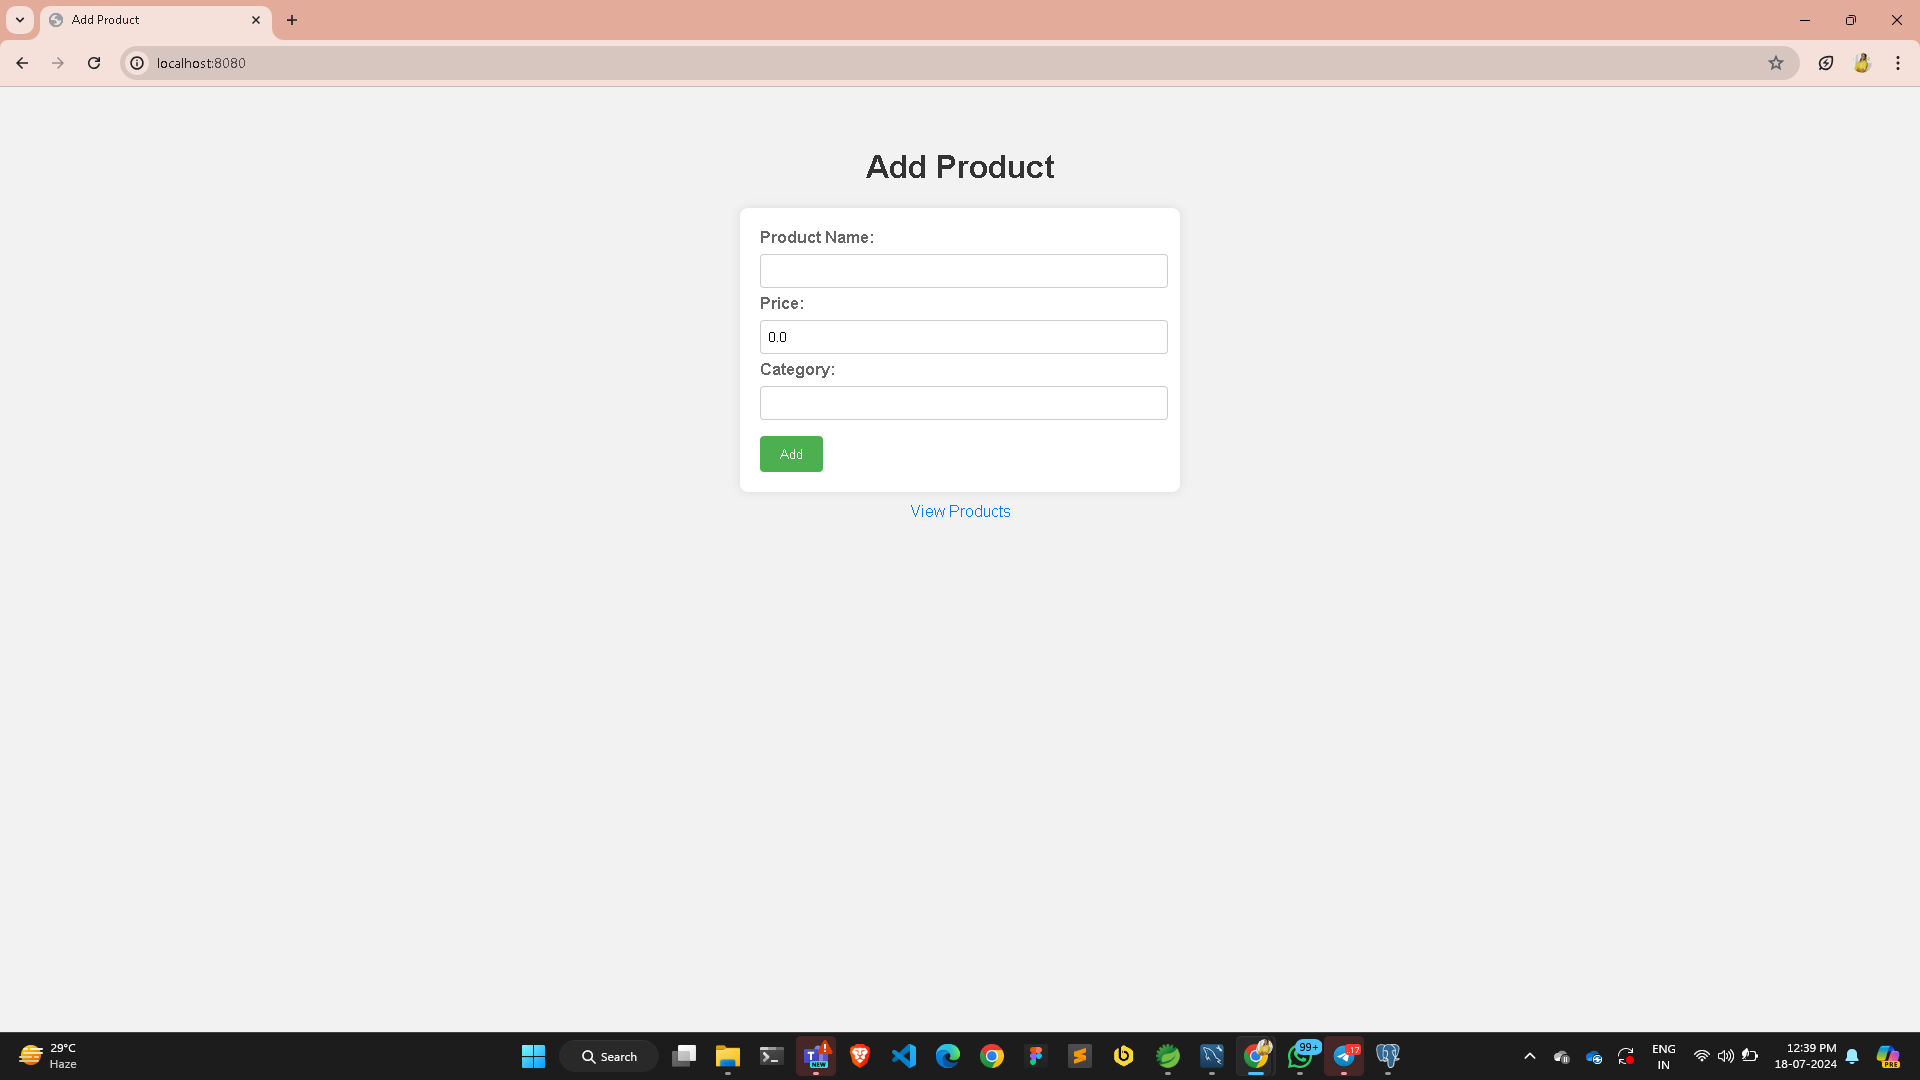 Add Product
localhost:8080
Add Product
Product Name:
Price:
0.0
Category:
Add
View Products
29°C
Haze
Search
NEW
99+
17
ENG
IN
12:39 PM
18-07-2024
PRE